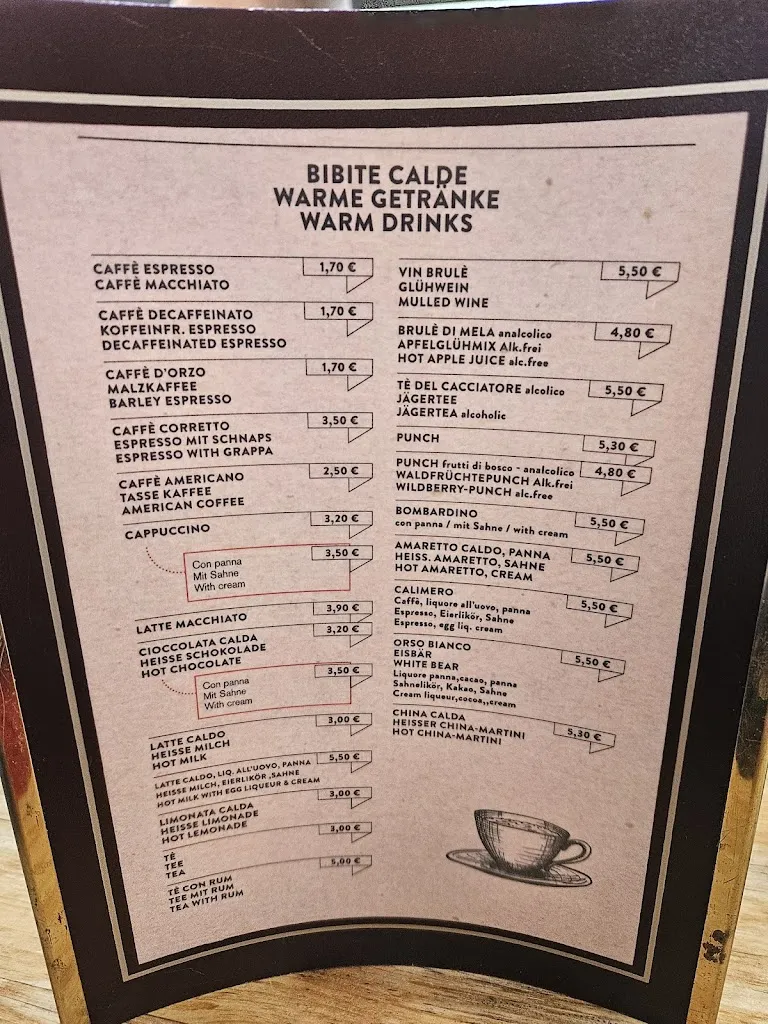 BIBITE CALDE
WARME GETRÄNKE
WARM DRINKS
CAFFÈ ESPRESSO 1,70 €
CAFFÈ MACCHIATO
CAFFÈ DECAFFEINATO 1,70 €
KOFFEINFR. ESPRESSO
DECAFFEINATED ESPRESSO
CAFFÈ D'ORZO 1,70 €
MALZKAFFEE
BARLEY ESPRESSO
CAFFÈ CORRETTO 3,50 €
ESPRESSO MIT SCHNAPS
ESPRESSO WITH GRAPPA
CAFFÈ AMERICANO 2,50 €
TASSE KAFFEE
AMERICAN COFFEE
CAPPUCCINO 3,20 €
Con panna 3,50 €
Mit Sahne
With cream
LATTE MACCHIATO 3,90 €
CIOCCOLATA CALDA 3,20 €
HEISSE SCHOKOLADE
HOT CHOCOLATE
Con panna 3,50 €
Mit Sahne
With cream
LATTE CALDO 3,00 €
HEISSE MILCH
HOT MILK
LATTE CALDO, LIQ. ALL'UOVO, PANNA 5,50 €
HEISSE MILCH, EIERLIKÖR ,SAHNE
HOT MILK WITH EGG LIQUEUR & CREAM
LIMONATA CALDA 3,00 €
HEISSE LIMONADE
HOT LEMONADE
TÈ 3,00 €
TEE
TEA
TÈ CON RUM 5,00 €
TEE MIT RUM
TEA WITH RUM
VIN BRULÈ 5,50 €
GLÜHWEIN
MULLED WINE
BRULÈ DI MELA analcolico 4,80 €
APFELGLÜHMIX Alk.frei
HOT APPLE JUICE alc.free
TÈ DEL CACCIATORE alcolico 5,50 €
JÄGERTEE
JÄGERTEA alcoholic
PUNCH 5,30 €
PUNCH frutti di bosco - analcolico 4,80 €
WALDFRÜCHTEPUNCH Alk.frei
WILDBERRY-PUNCH alc.free
BOMBARDINO 5,50 €
con panna / mit Sahne / with cream
AMARETTO CALDO, PANNA 5,50 €
HEISS. AMARETTO, SAHNE
HOT AMARETTO, CREAM
CALIMERO 5,50 €
Caffè, liquore all'uovo, panna
Espresso, Eierlikör, Sahne
Espresso, egg liq. cream
ORSO BIANCO 5,50 €
EISBÄR
WHITE BEAR
Liquore panna,cacao, panna
Sahnelikör, Kakao, Sahne
Cream liqueur,cocoa,,cream
CHINA CALDA 5,30 €
HEISSER CHINA-MARTINI
HOT CHINA-MARTINI